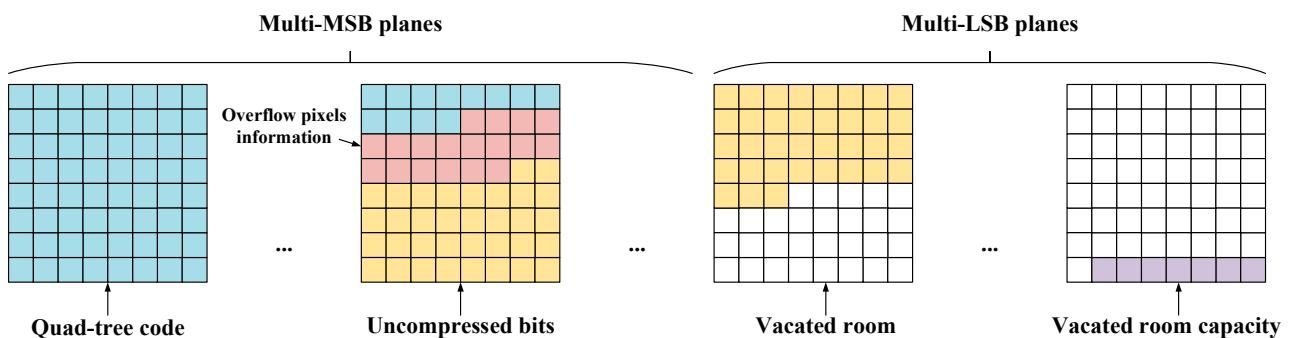 Multi-MSB planes
Multi-LSB planes
Overflow pixels
information
...
...
...
Quad-tree code
Uncompressed bits
Vacated room
Vacated room capacity